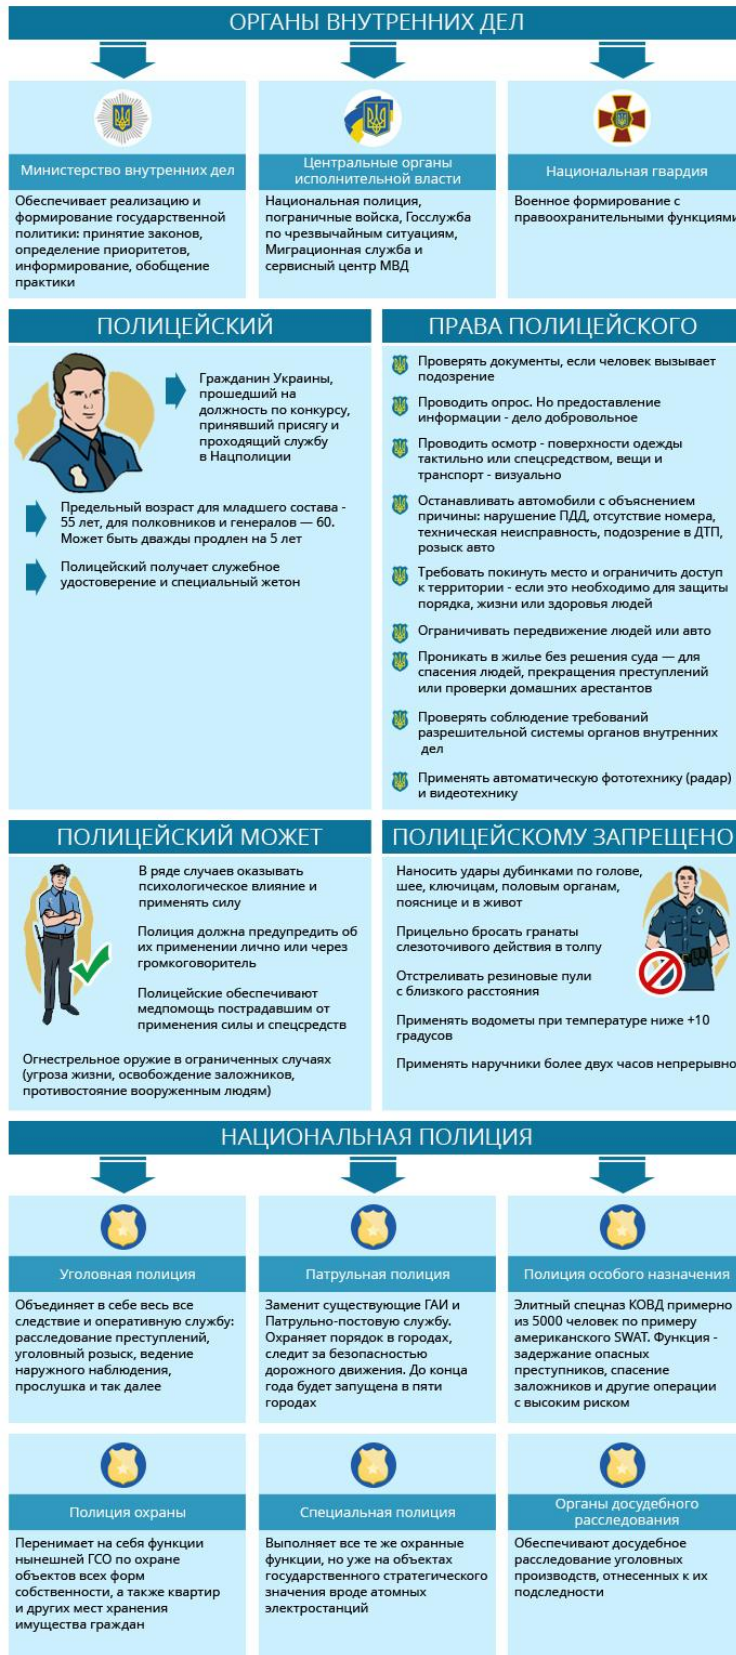 ОРГАНЫ ВНУТРЕННИХ ДЕЛ
Министерство внутренних дел
Обеспечивает реализацию и
формирование государственной
политики: принятие законов,
определение приоритетов,
информирование, обобщение
практики
Центральные органы
исполнительной власти
Национальная полиция,
пограничные войска, Госслужба
по чрезвычайным ситуациям,
Миграционная служба и
сервисный центр МВД
Национальная гвардия
Военное формирование с
правоохранительными функциями
ПОЛИЦЕЙСКИЙ
Гражданин Украины,
прошедший на
должность по конкурсу,
принявший присягу и
проходящий службу
в Нацполиции
Предельный возраст для младшего состава -
55 лет, для полковников и генералов — 60.
Может быть дважды продлен на 5 лет
Полицейский получает служебное
удостоверение и специальный жетон
ПРАВА ПОЛИЦЕЙСКОГО
Проверять документы, если человек вызывает
подозрение
Проводить опрос. Но предоставление
информации - дело добровольное
Проводить осмотр - поверхности одежды
тактильно или спецсредством, вещи и
транспорт - визуально
Останавливать автомобили с объяснением
причины: нарушение ПДД, отсутствие номера,
техническая неисправность, подозрение в ДТП,
розыск авто
Требовать покинуть место и ограничить доступ
к территории - если это необходимо для защиты
порядка, жизни или здоровья людей
Ограничивать передвижение людей или авто
Проникать в жилье без решения суда — для
спасения людей, прекращения преступлений
или проверки домашних арестантов
Проверять соблюдение требований
разрешительной системы органов внутренних
дел
Применять автоматическую фототехнику (радар)
и видеотехнику
ПОЛИЦЕЙСКИЙ МОЖЕТ
В ряде случаев оказывать
психологическое влияние и
применять силу
Полиция должна предупредить об
их применении лично или через
громкоговоритель
Полицейские обеспечивают
медпомощь пострадавшим от
применения силы и спецсредств
Огнестрельное оружие в ограниченных случаях
(угроза жизни, освобождение заложников,
противостояние вооруженным людям)
ПОЛИЦЕЙСКОМУ ЗАПРЕЩЕНО
Наносить удары дубинками по голове,
шее, ключицам, половым органам,
пояснице и в живот
Прицельно бросать гранаты
слезоточивого действия в толпу
Отстреливать резиновые пули
с близкого расстояния
Применять водометы при температуре ниже +10
градусов
Применять наручники более двух часов непрерывно
НАЦИОНАЛЬНАЯ ПОЛИЦИЯ
Уголовная полиция
Объединяет в себе весь все
следствие и оперативную службу:
расследование преступлений,
уголовный розыск, ведение
наружного наблюдения,
прослушка и так далее
Патрульная полиция
Заменит существующие ГАИ и
Патрульно-постовую службу.
Охраняет порядок в городах,
следит за безопасностью
дорожного движения. До конца
года будет запущена в пяти
городах
Полиция особого назначения
Элитный спецназ КОВД примерно
из 5000 человек по примеру
американского SWAT. Функция -
задержание опасных
преступников, спасение
заложников и другие операции
с высоким риском
Полиция охраны
Перенимает на себя функции
нынешней ГСО по охране
объектов всех форм
собственности, а также квартир
и других мест хранения
имущества граждан
Специальная полиция
Выполняет все те же охранные
функции, но уже на объектах
государственного стратегического
значения вроде атомных
электростанций
Органы досудебного
расследования
Обеспечивают досудебное
расследование уголовных
производств, отнесенных к их
подследности